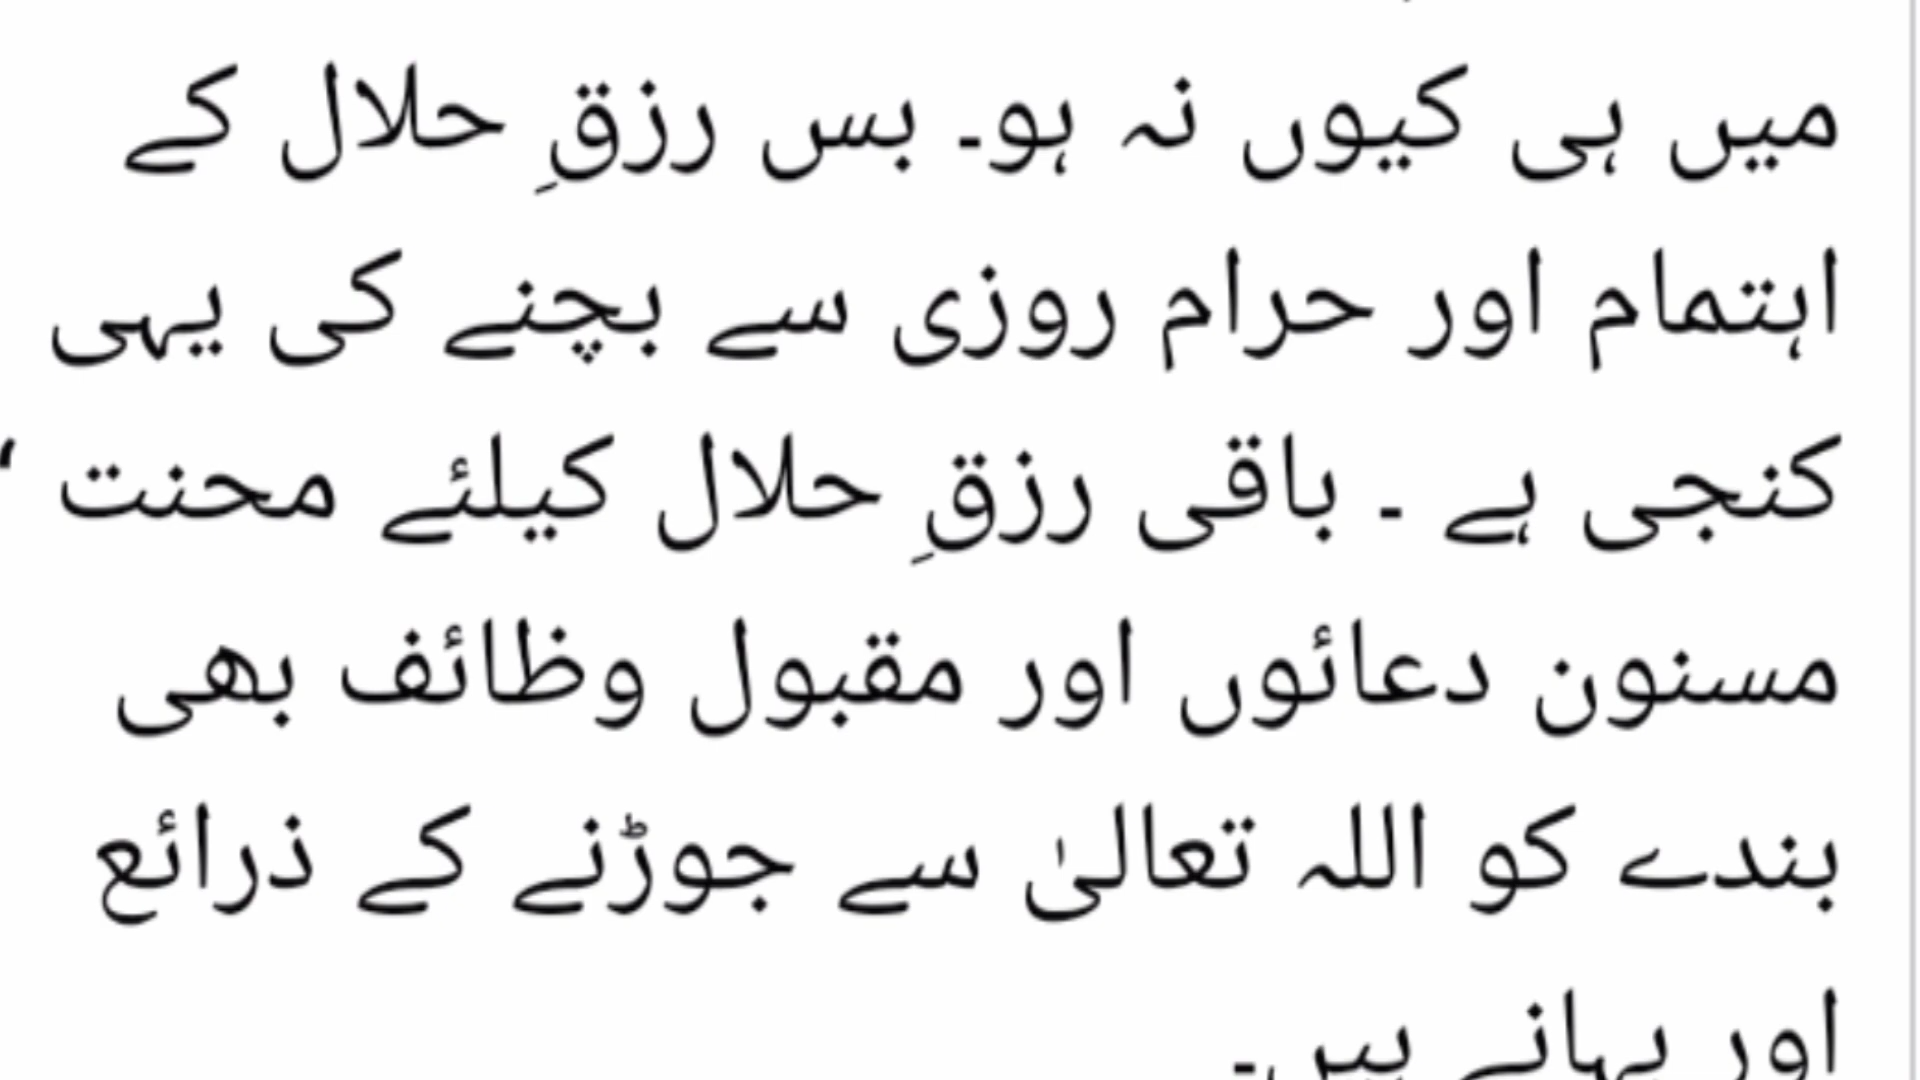 میں ہی کیوں نہ ہو۔ بس رزقِ حلال کے
اہتمام اور حرام روزی سے بچنے کی یہی
کنجی ہے ۔ باقی رزقِ حلال کیلئے محنت ‘
مسنون دعائوں اور مقبول وظائف بھی
بندے کو اللہ تعالیٰ سے جوڑنے کے ذرائع
اور بہانے ہیں۔